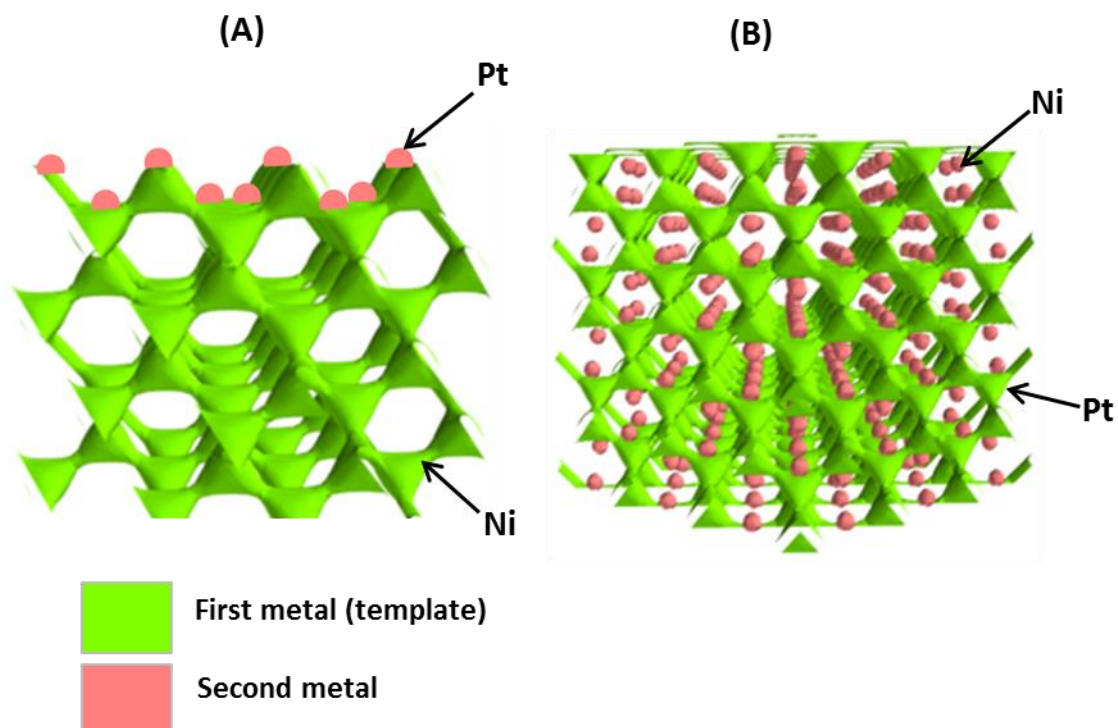 (A)
(B)
Pt
Ni
Pt
Ni
First metal (template)
Second metal